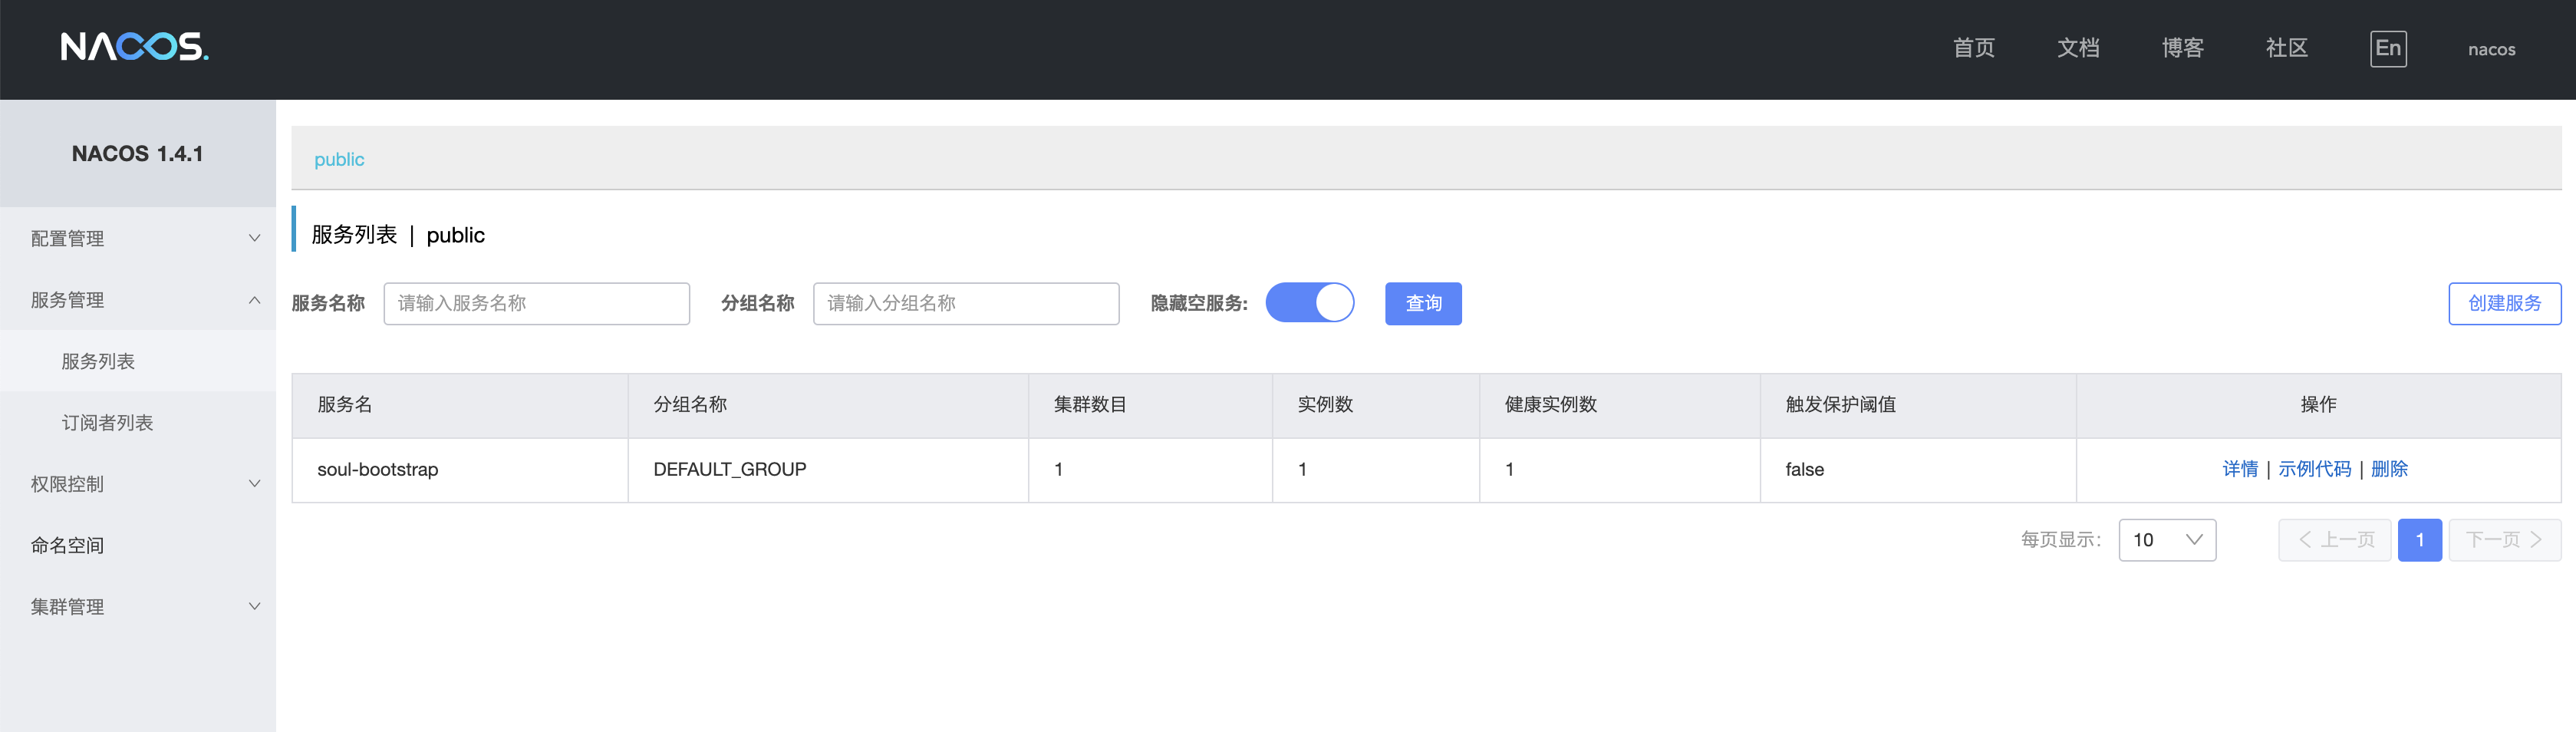 NACOS.
首页 文档 博客 社区 En nacos
NACOS 1.4.1
配置管理
服务管理
服务列表
订阅者列表
权限控制
命名空间
集群管理
public
服务列表 | public
服务名称 请输入服务名称 分组名称 请输入分组名称 隐藏空服务: 查询 创建服务
服务名 分组名称 集群数目 实例数 健康实例数 触发保护阈值 操作
soul-bootstrap DEFAULT_GROUP 1 1 1 false 详情 | 示例代码 | 删除
每页显示: 10 上一页 1 下一页